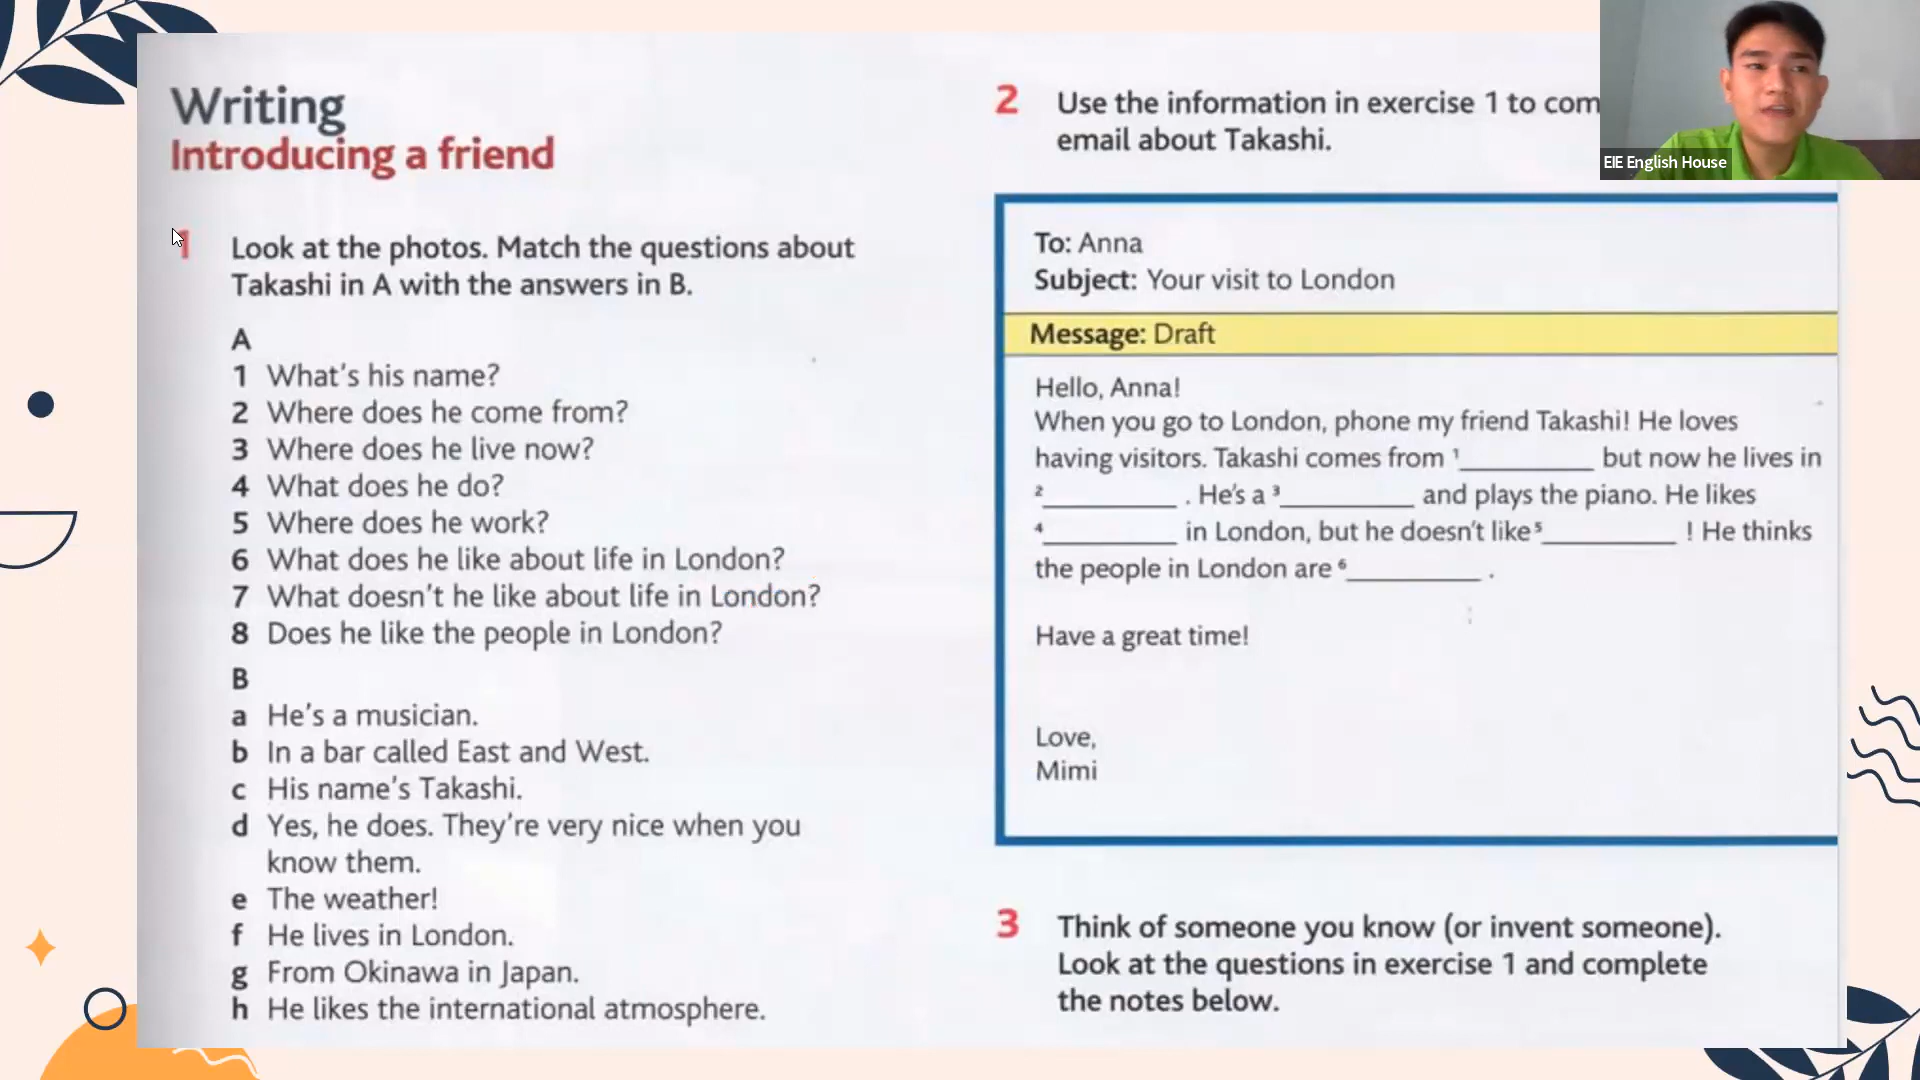 Writing
Introducing a friend
1 Look at the photos. Match the questions about
Takashi in A with the answers in B.
A
1 What's his name?
2 Where does he come from?
3 Where does he live now?
4 What does he do?
5 Where does he work?
6 What does he like about life in London?
7 What doesn't he like about life in London?
8 Does he like the people in London?
B
a He's a musician.
b In a bar called East and West.
c His name's Takashi.
d Yes, he does. They're very nice when you
know them.
e The weather!
f He lives in London.
g From Okinawa in Japan.
h He likes the international atmosphere.
2 Use the information in exercise 1 to com
email about Takashi.
To: Anna
Subject: Your visit to London
Message: Draft
Hello, Anna!
When you go to London, phone my friend Takashi! He loves
having visitors. Takashi comes from ¹__________ but now he lives in
²__________ . He's a ³__________ and plays the piano. He likes
⁴__________ in London, but he doesn't like ⁵__________ ! He thinks
the people in London are ⁶__________ .
Have a great time!
Love,
Mimi
3 Think of someone you know (or invent someone).
Look at the questions in exercise 1 and complete
the notes below.
EIE English House